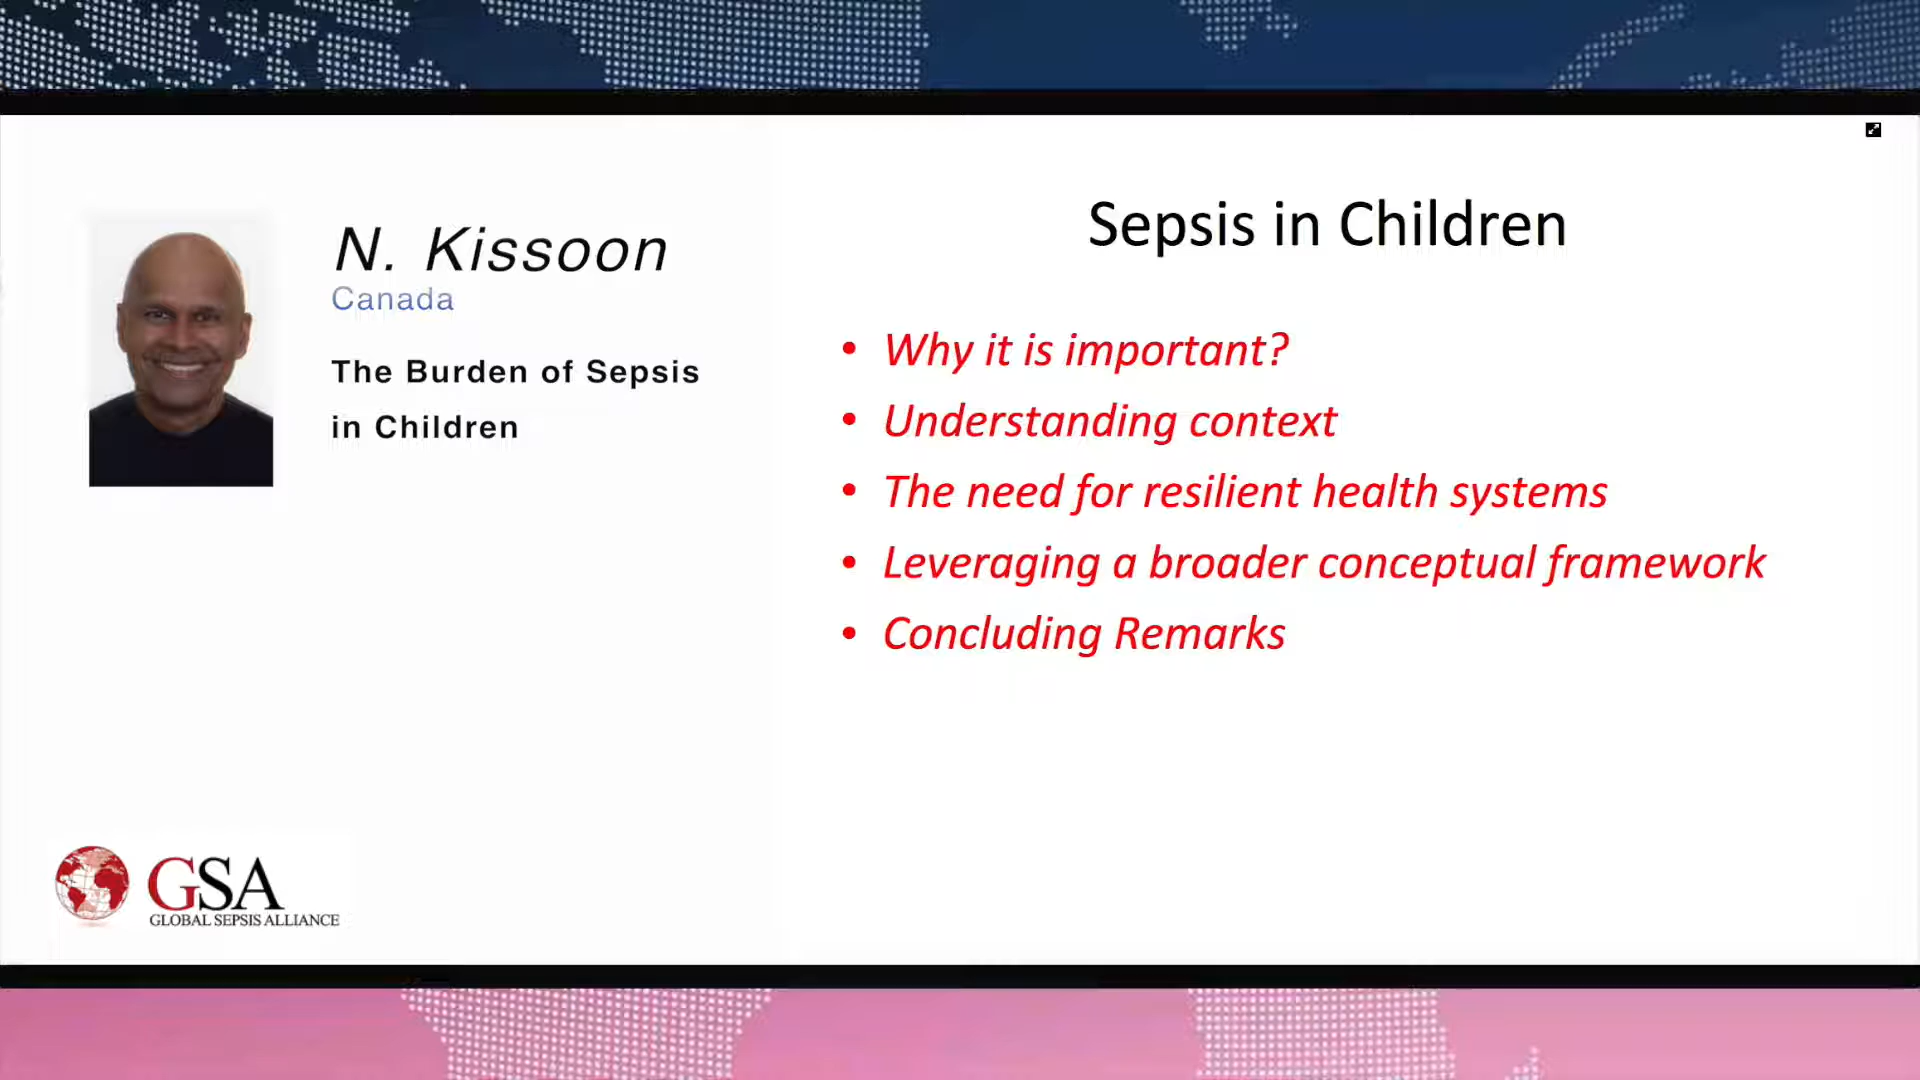 N. Kissoon
Canada
The Burden of Sepsis
in Children
Sepsis in Children
• Why it is important?
• Understanding context
• The need for resilient health systems
• Leveraging a broader conceptual framework
• Concluding Remarks
GSA
GLOBAL SEPSIS ALLIANCE